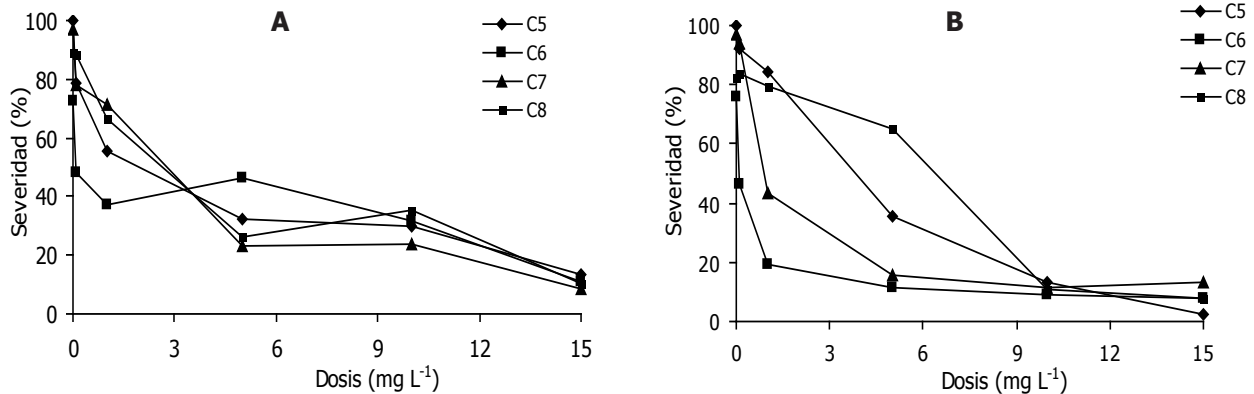 A
Severidad (%)
100
80
60
40
20
0
0 3 6 9 12 15
Dosis (mg L⁻¹)
C5
C6
C7
C8
B
Severidad (%)
100
80
60
40
20
0
0 3 6 9 12 15
Dosis (mg L⁻¹)
C5
C6
C7
C8